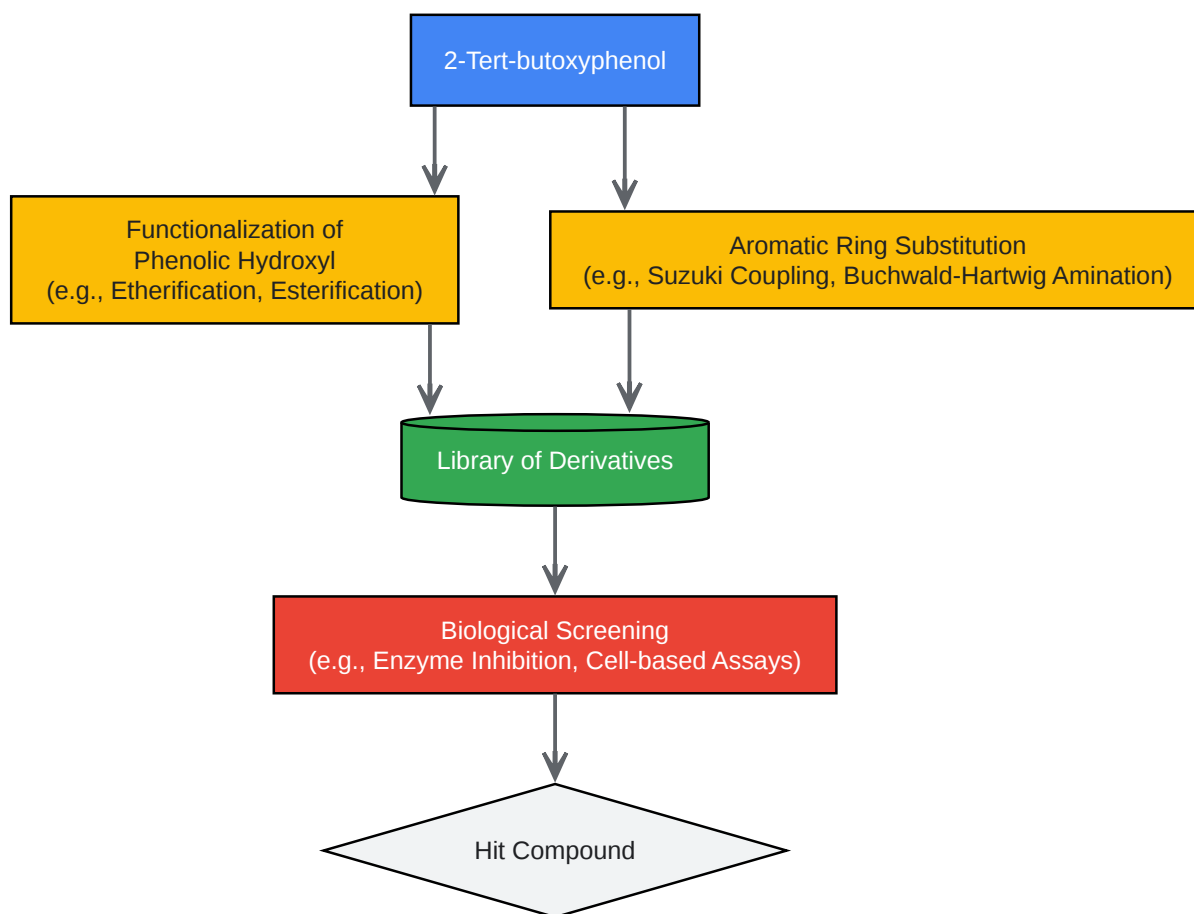 2-Tert-butoxyphenol
Functionalization of
Phenolic Hydroxyl
(e.g., Etherification, Esterification)
Aromatic Ring Substitution
(e.g., Suzuki Coupling, Buchwald-Hartwig Amination)
Library of Derivatives
Biological Screening
(e.g., Enzyme Inhibition, Cell-based Assays)
Hit Compound